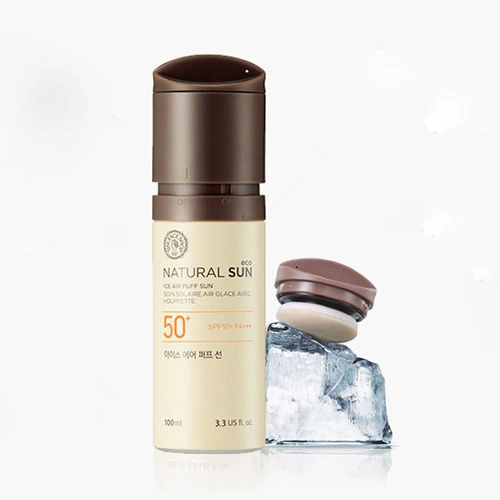 OFF
eco
NATURAL SUN
ICE AIR PUFF SUN
SOIN SOLAIRE AIR GLACE AVEC
HOUPPETTE
50+
SPF50+ PA+++
아이스 에어 퍼프 선
100ml 3.3 US fl. oz.